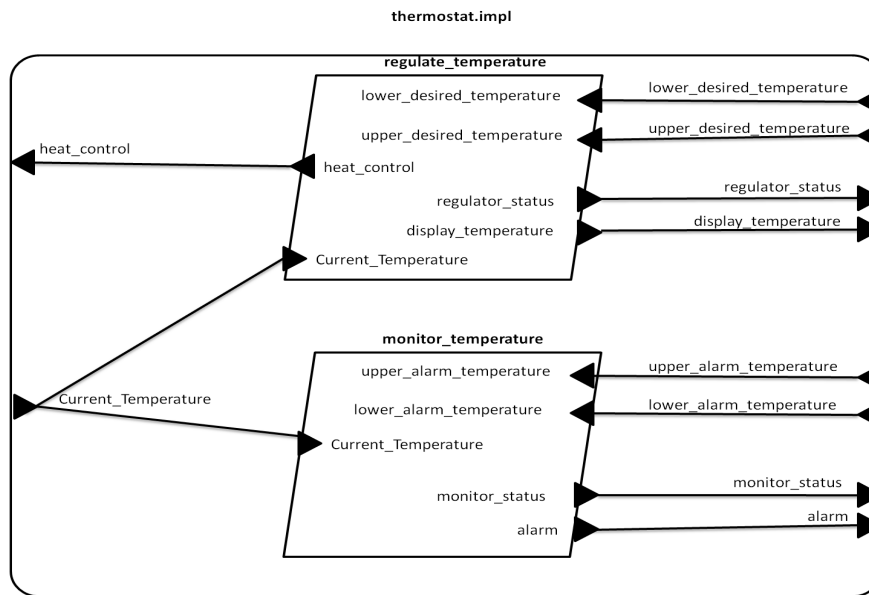 thermostat.impl
regulate_temperature
lower_desired_temperature
lower_desired_temperature
upper_desired_temperature
upper_desired_temperature
heat_control
heat_control
regulator_status
regulator_status
display_temperature
display_temperature
Current_Temperature
monitor_temperature
upper_alarm_temperature
upper_alarm_temperature
Current_Temperature
lower_alarm_temperature
lower_alarm_temperature
Current_Temperature
monitor_status
monitor_status
alarm
alarm